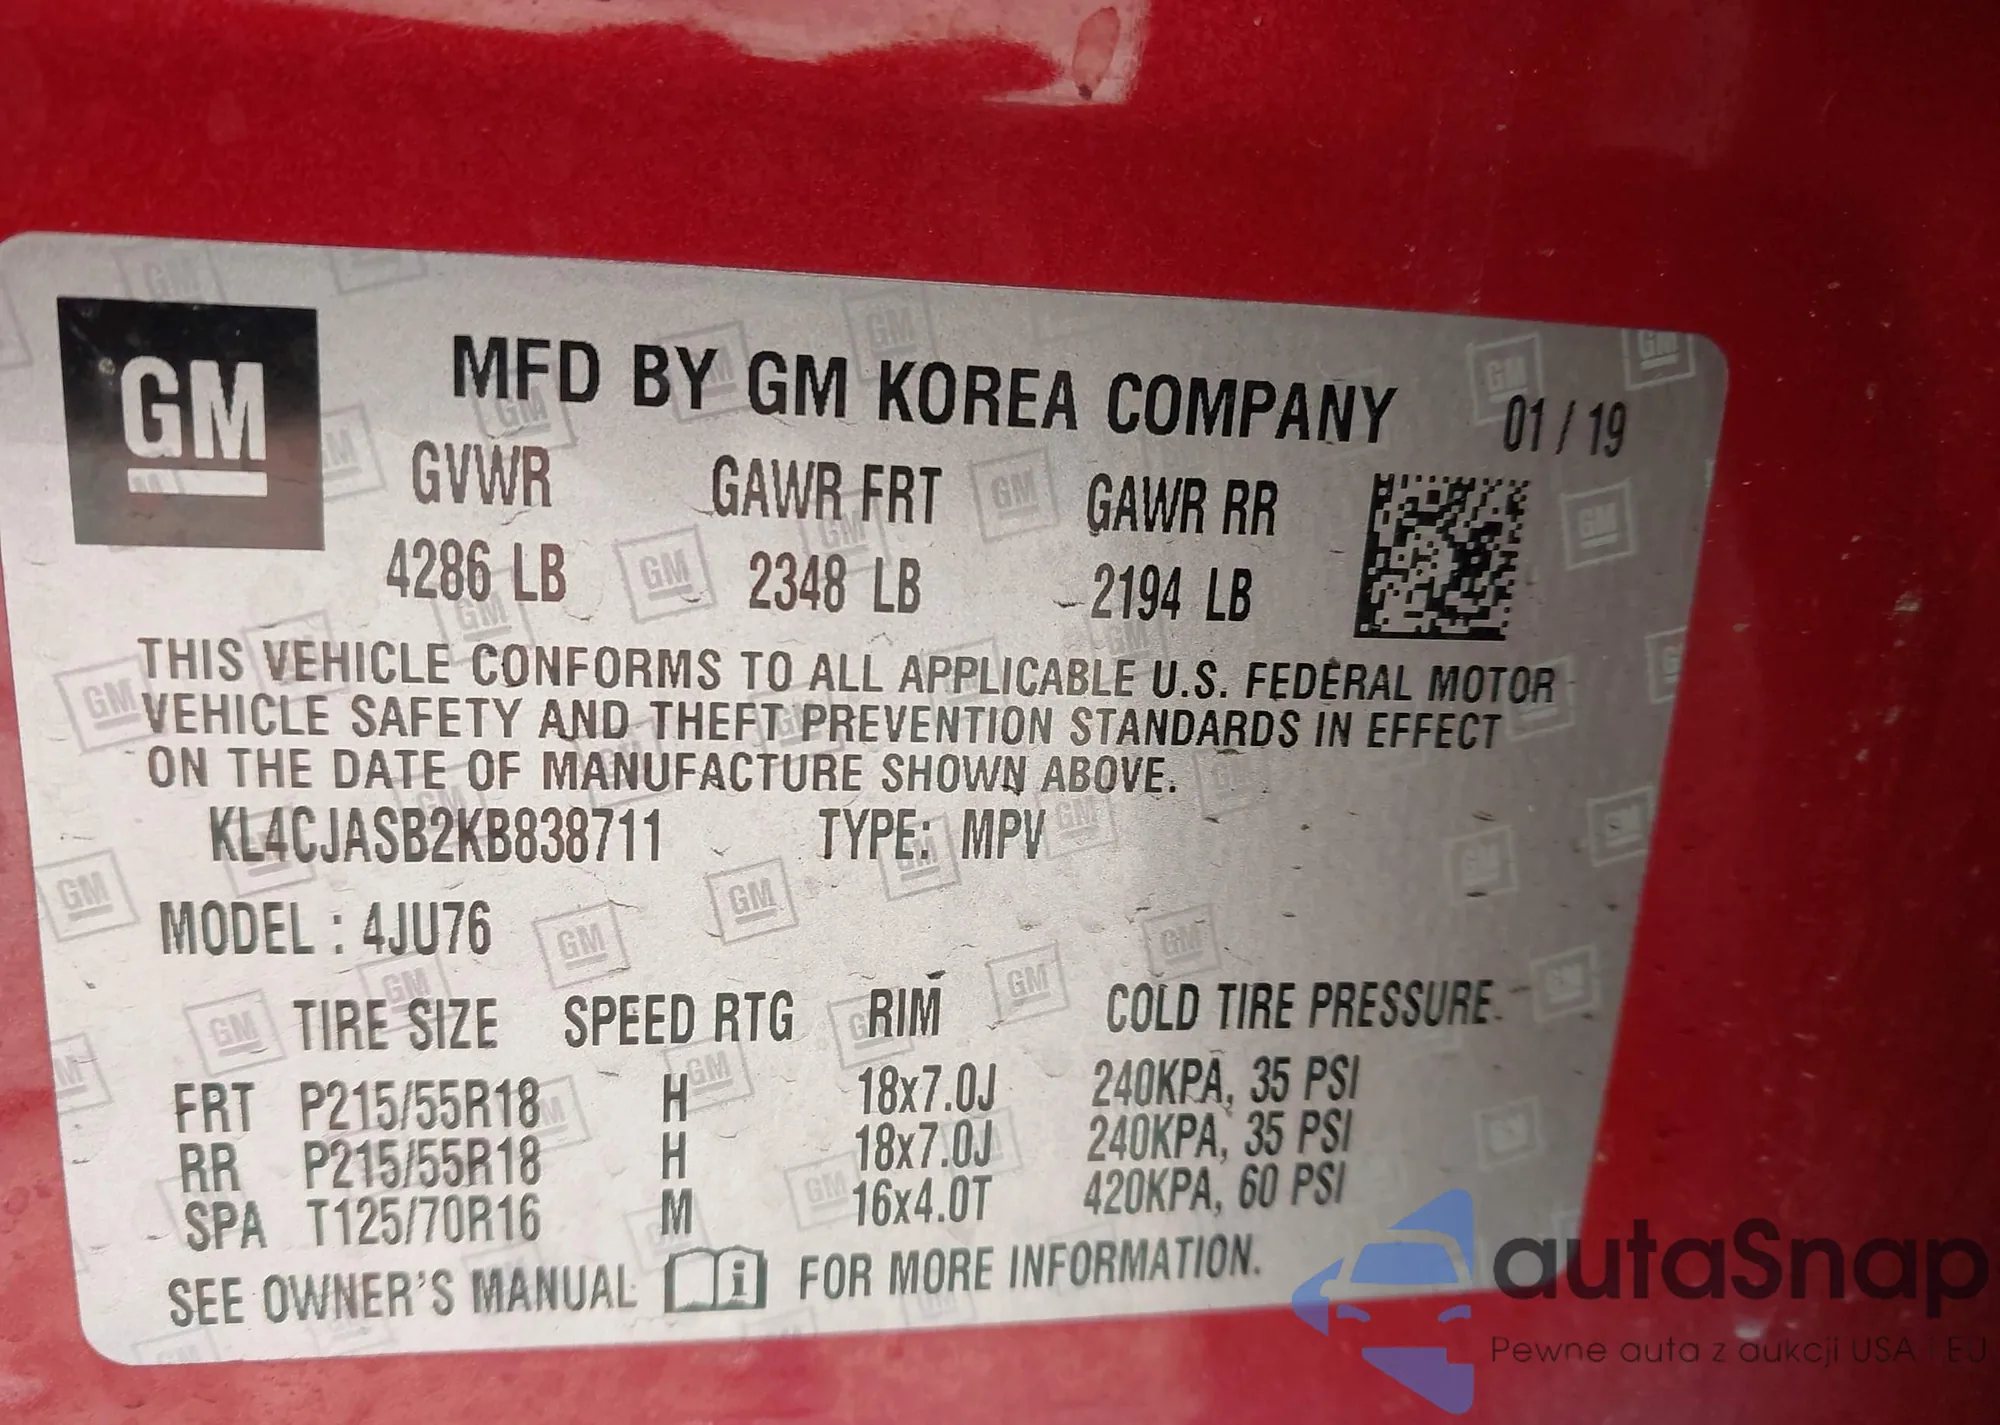 GM
MFD BY GM KOREA COMPANY 01 / 19
GVWR GAWR FRT GAWR RR
4286 LB 2348 LB 2194 LB
THIS VEHICLE CONFORMS TO ALL APPLICABLE U.S. FEDERAL MOTOR
VEHICLE SAFETY AND THEFT PREVENTION STANDARDS IN EFFECT
ON THE DATE OF MANUFACTURE SHOWN ABOVE.
KL4CJASB2KB838711 TYPE: MPV
MODEL : 4JU76
TIRE SIZE SPEED RTG RIM COLD TIRE PRESSURE
FRT P215/55R18 H 18x7.0J 240KPA, 35 PSI
RR P215/55R18 H 18x7.0J 240KPA, 35 PSI
SPA T125/70R16 M 16x4.0T 420KPA, 60 PSI
SEE OWNER'S MANUAL i FOR MORE INFORMATION.
autaSnap
Pewne auta z aukcji USA i EU